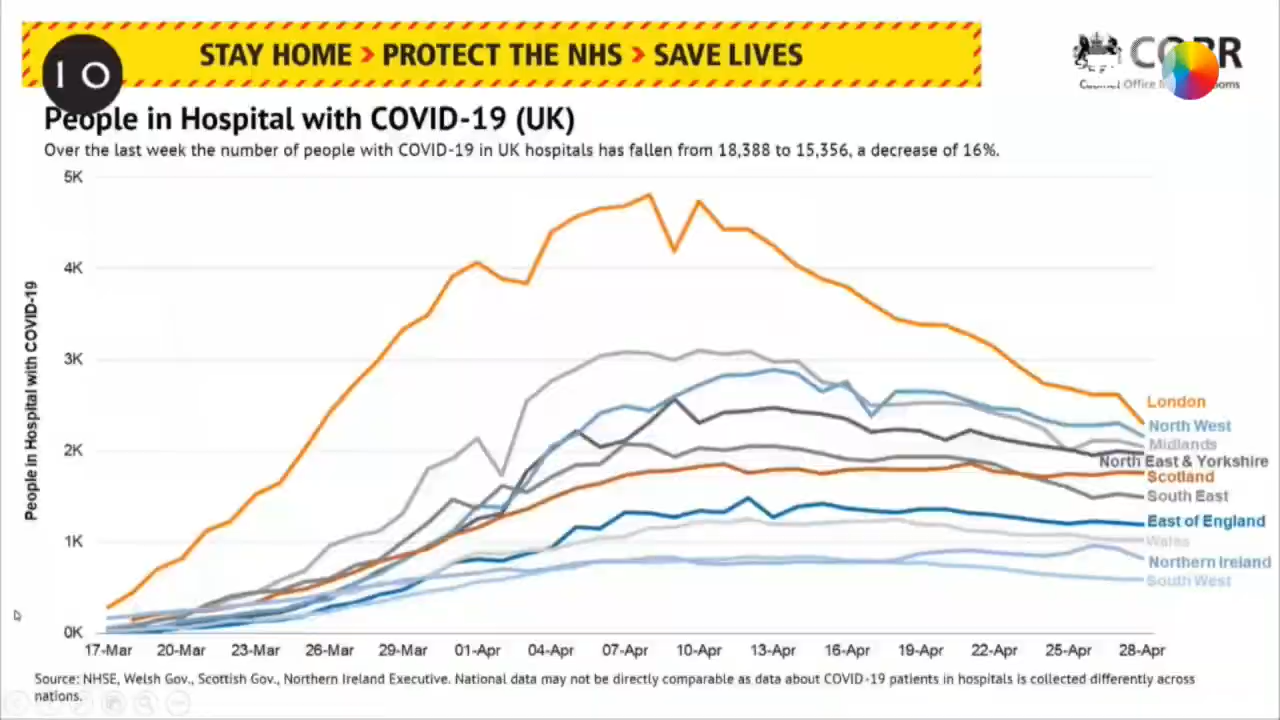 STAY HOME > PROTECT THE NHS > SAVE LIVES
10
People in Hospital with COVID-19 (UK)
Over the last week the number of people with COVID-19 in UK hospitals has fallen from 18,388 to 15,356, a decrease of 16%.
People in Hospital with COVID-19
5K
4K
3K
2K
1K
0K
London
North West
Midlands
North East & Yorkshire
Scotland
South East
East of England
Wales
Northern Ireland
South West
17-Mar 20-Mar 23-Mar 26-Mar 29-Mar 01-Apr 04-Apr 07-Apr 10-Apr 13-Apr 16-Apr 19-Apr 22-Apr 25-Apr 28-Apr
Source: NHSE, Welsh Gov., Scottish Gov., Northern Ireland Executive. National data may not be directly comparable as data about COVID-19 patients in hospitals is collected differently across
nations.